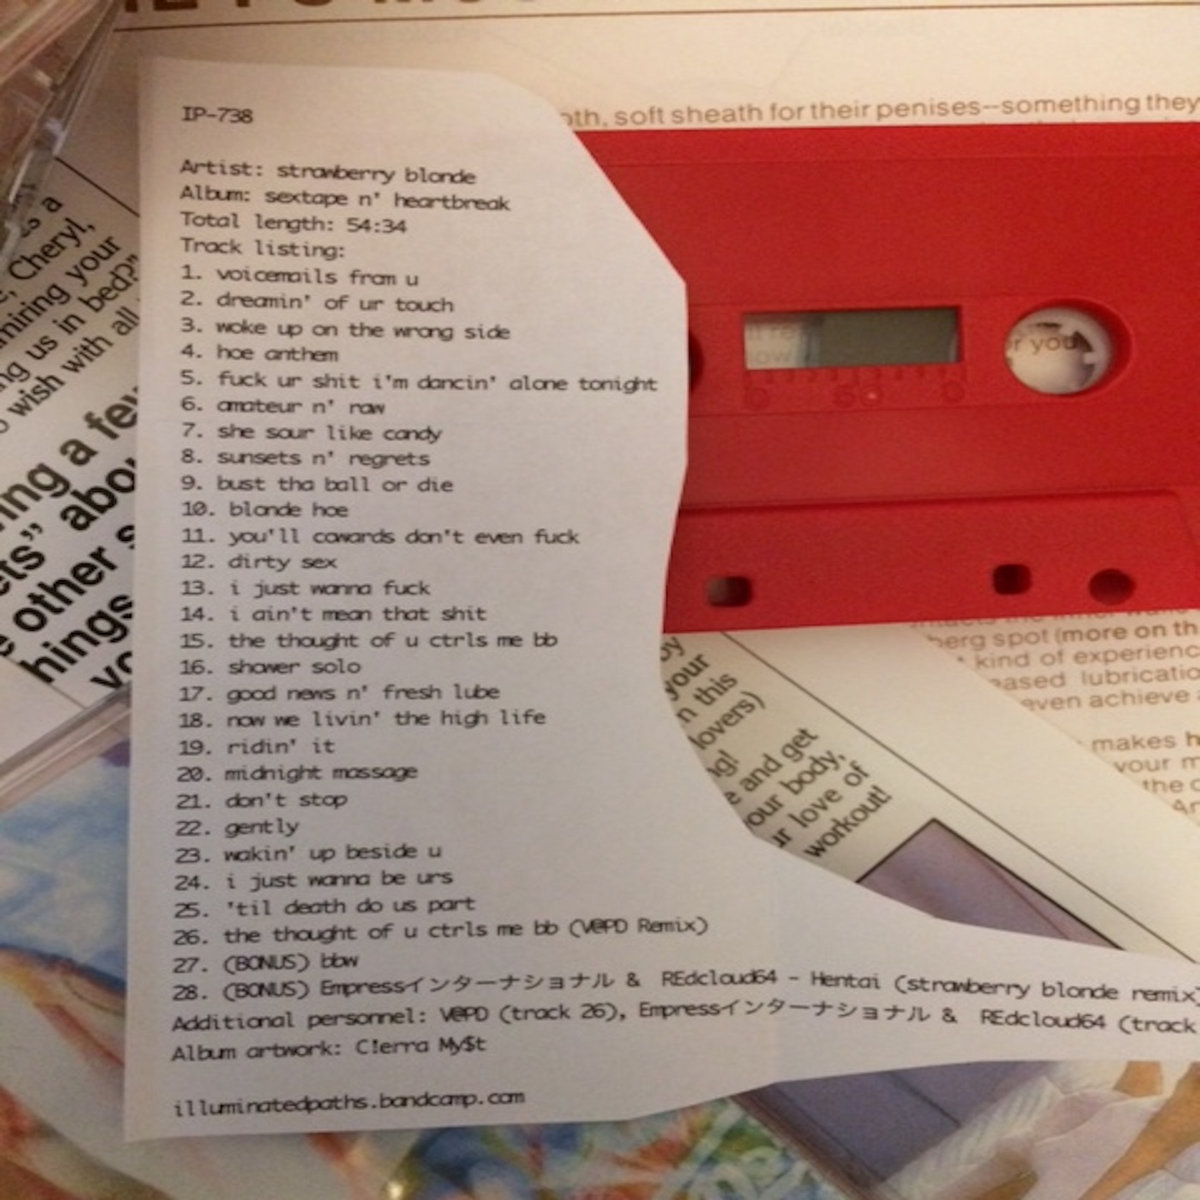 IP-738
Artist: strawberry blonde
Album: sextape n' heartbreak
Total length: 54:34
Track listing:
1. voicemails from u
2. dreamin' of ur touch
3. woke up on the wrong side
4. hoe anthem
5. fuck ur shit i'm dancin' alone tonight
6. amateur n' raw
7. she sour like candy
8. sunsets n' regrets
9. bust tha ball or die
10. blonde hoe
11. you'll cowards don't even fuck
12. dirty sex
13. i just wanna fuck
14. i ain't mean that shit
15. the thought of u ctrls me bb
16. shower solo
17. good news n' fresh lube
18. now we livin' the high life
19. ridin' it
20. midnight massage
21. don't stop
22. gently
23. wakin' up beside u
24. i just wanna be urs
25. 'til death do us part
26. the thought of u ctrls me bb (V@PD Remix)
27. (BONUS) bbw
28. (BONUS) Empressインターナショナル & REdcloud64 - Hentai (strawberry blonde remix)
Additional personnel: V@PD (track 26), Empressインターナショナル & REdcloud64 (track
Album artwork: C!erra My$t
illuminatedpaths.bandcamp.com
soft sheath for their penises—something they
r you
50
0
spot (more on th
kind of experienc
lubricatio
even achieve
makes h
your m
the
your
n this
lovers)
and get
your body,
love of
workout!
a
Cheryl,
your
us in bed?"
wish with all
a few
abo
other s
hings